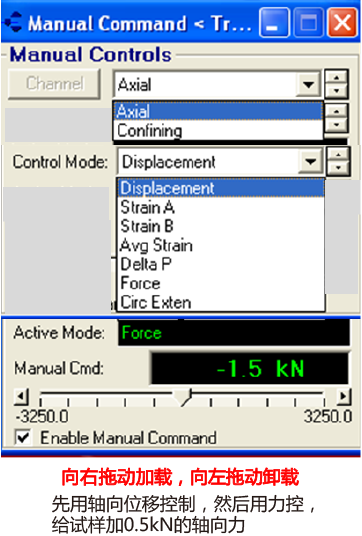 Manual Command < Tr...
Manual Controls
Channel
Axial
Axial
Confining
Control Mode: Displacement
Displacement
Strain A
Strain B
Avg Strain
Delta P
Force
Circ Exten
Active Mode: Force
Manual Cmd: -1.5 kN
-3250.0 3250.0
Enable Manual Command
向右拖动加载，向左拖动卸载
先用轴向位移控制，然后用力控，
给试样加0.5kN的轴向力